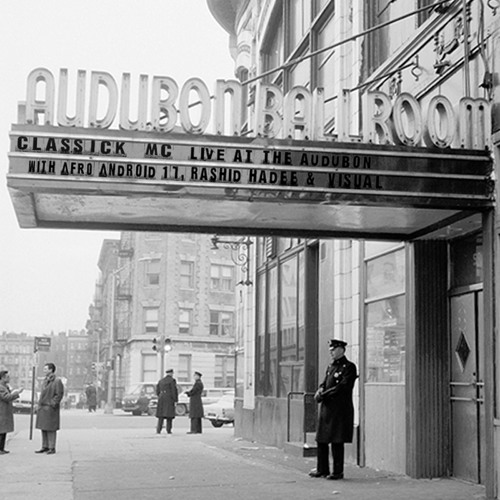 AUDUBON BALLROOM
CLASSICK MC LIVE AT THE AUDUBON
WITH AFRO ANDROID 17, RASHID HADEE & VISUAL